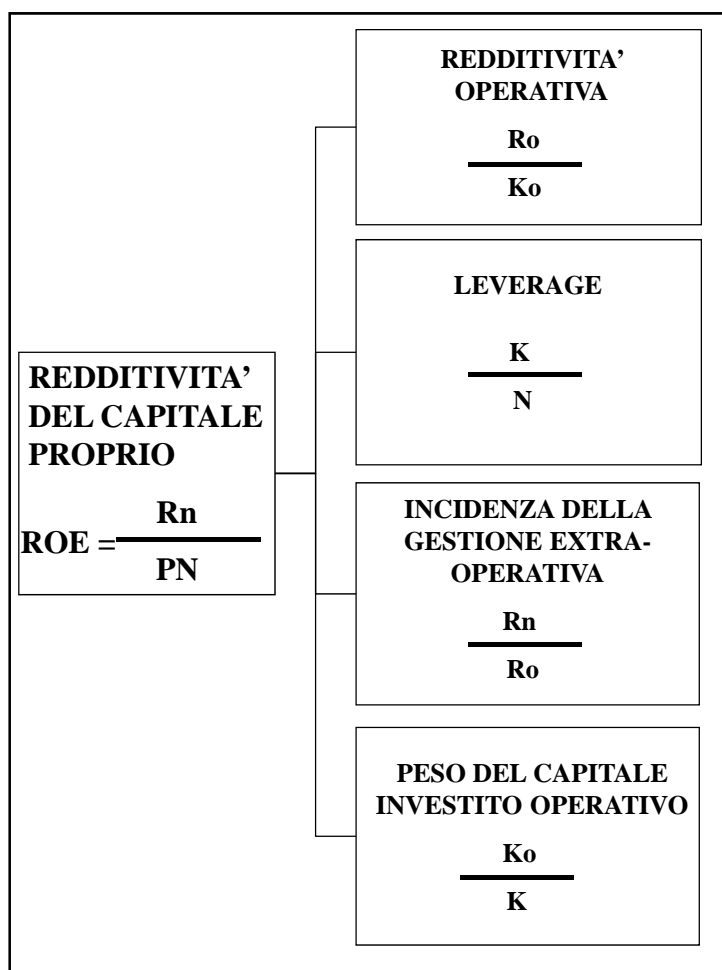 REDDITIVITA’
DEL CAPITALE
PROPRIO
ROE = Rn
PN
REDDITIVITA’
OPERATIVA
Ro
Ko
LEVERAGE
K
N
INCIDENZA DELLA
GESTIONE EXTRA-
OPERATIVA
Rn
Ro
PESO DEL CAPITALE
INVESTITO OPERATIVO
Ko
K